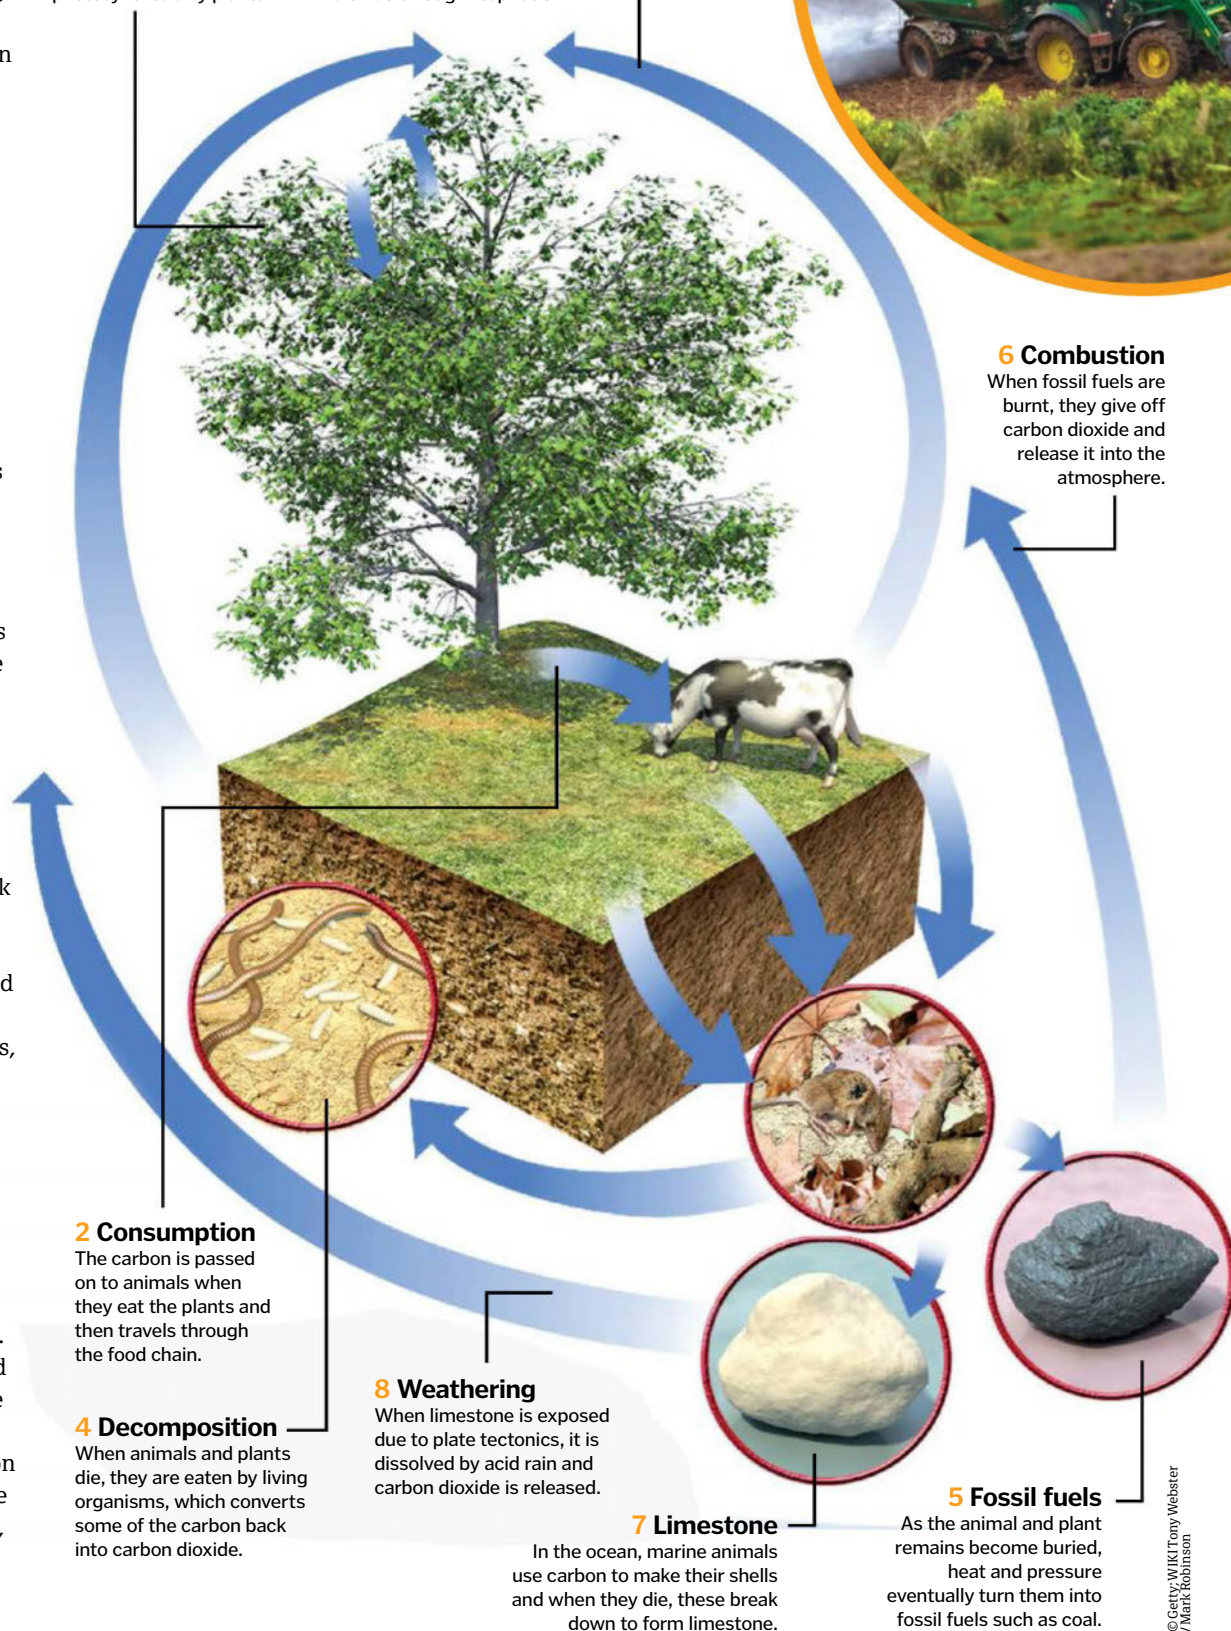 n
s
s
e
k
d
s,
.
d
e
on
e
,
6 Combustion
When fossil fuels are
burnt, they give off
carbon dioxide and
release it into the
atmosphere.
2 Consumption
The carbon is passed
on to animals when
they eat the plants and
then travels through
the food chain.
4 Decomposition
When animals and plants
die, they are eaten by living
organisms, which converts
some of the carbon back
into carbon dioxide.
8 Weathering
When limestone is exposed
due to plate tectonics, it is
dissolved by acid rain and
carbon dioxide is released.
7 Limestone
In the ocean, marine animals
use carbon to make their shells
and when they die, these break
down to form limestone.
5 Fossil fuels
As the animal and plant
remains become buried,
heat and pressure
eventually turn them into
fossil fuels such as coal.
© Getty; WIKI Tony Webster
/ Mark Robinson